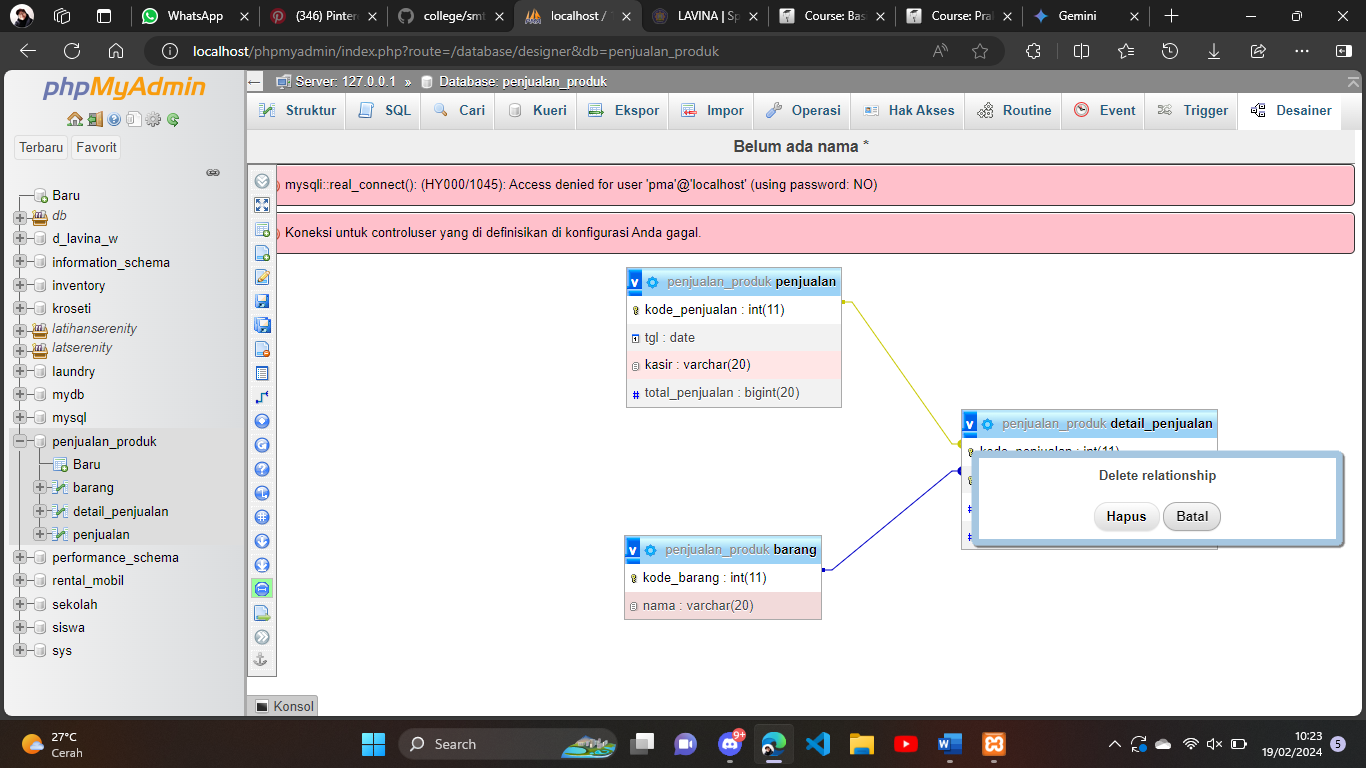 WhatsApp
(346) Pinter
college/smt
localhost /
LAVINA | Sp
Course: Bas
Course: Pral
Gemini
localhost/phpmyadmin/index.php?route=/database/designer&db=penjualan_produk
phpMyAdmin
Terbaru
Favorit
Baru
db
d_lavina_w
information_schema
inventory
kroseti
latihanserenity
latserenity
laundry
mydb
mysql
penjualan_produk
Baru
barang
detail_penjualan
penjualan
performance_schema
rental_mobil
sekolah
siswa
sys
Server: 127.0.0.1 » Database: penjualan_produk
Struktur
SQL
Cari
Kueri
Ekspor
Impor
Operasi
Hak Akses
Routine
Event
Trigger
Desainer
Belum ada nama *
mysqli::real_connect(): (HY000/1045): Access denied for user 'pma'@'localhost' (using password: NO)
Koneksi untuk controluser yang di definisikan di konfigurasi Anda gagal.
v penjualan_produk penjualan
kode_penjualan : int(11)
tgl : date
kasir : varchar(20)
# total_penjualan : bigint(20)
v penjualan_produk detail_penjualan
kode_penjualan : int(11)
#
#
Delete relationship
Hapus
Batal
v penjualan_produk barang
kode_barang : int(11)
nama : varchar(20)
Konsol
27°C
Cerah
Search
9+
10:23
19/02/2024
5